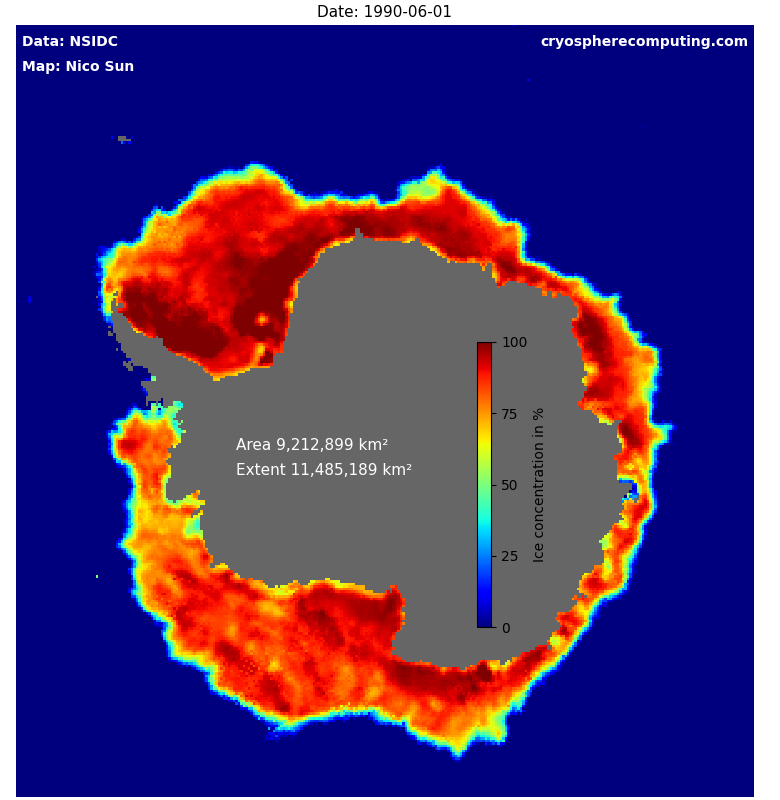 Date: 1990-06-01
Data: NSIDC
cryospherecomputing.com
Map: Nico Sun
100
75
50
25
0
Ice concentration in %
Area 9,212,899 km²
Extent 11,485,189 km²